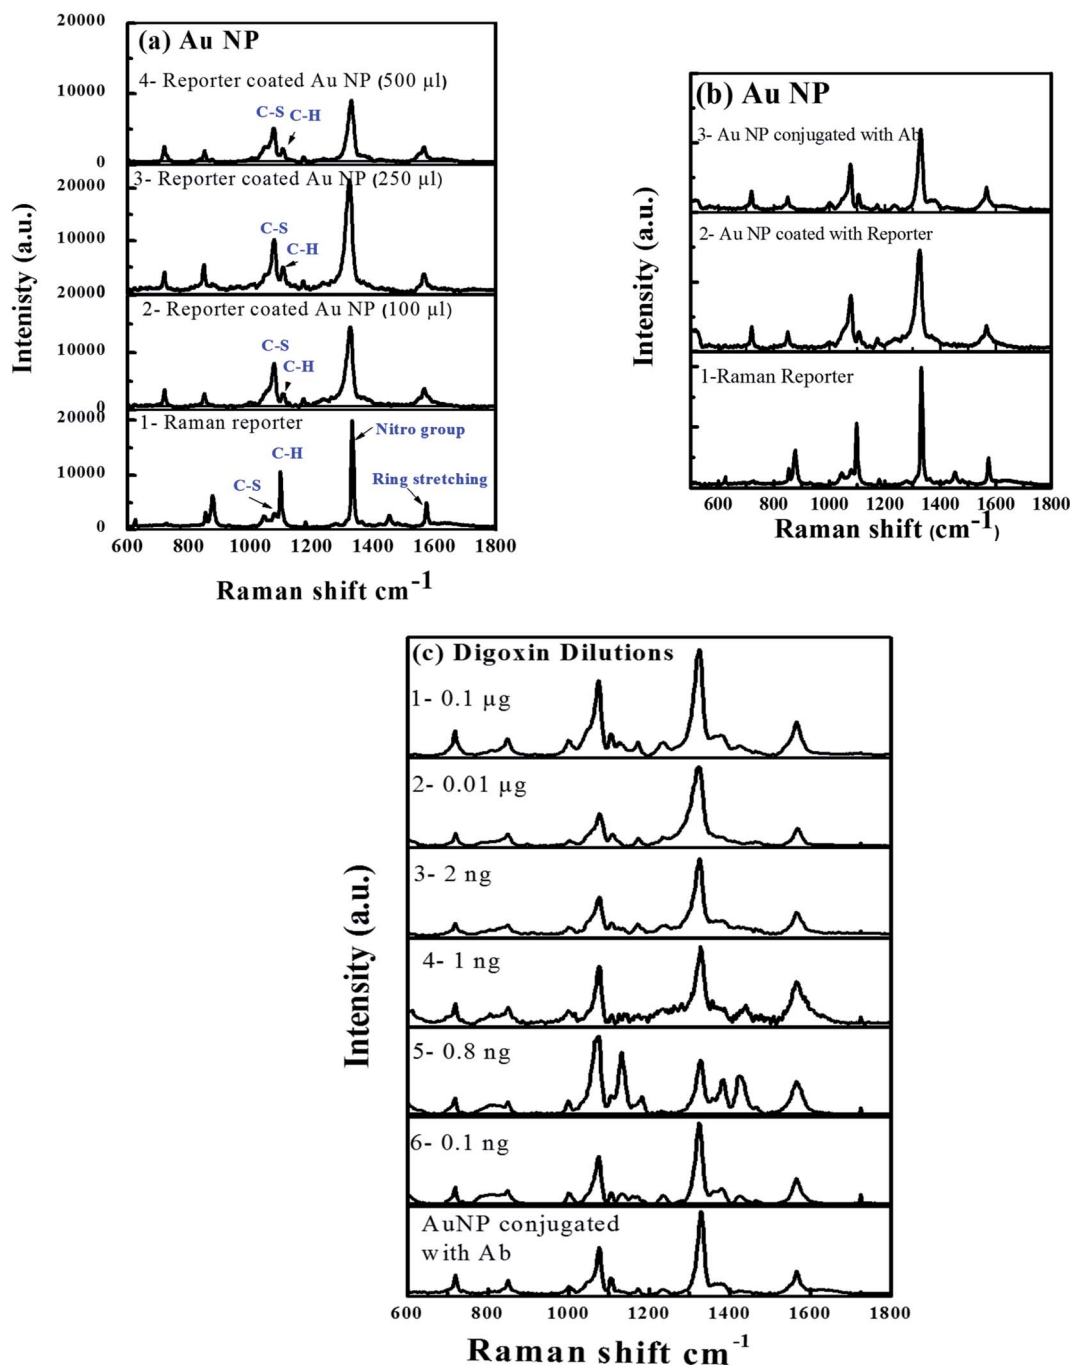 (a) Au NP
4- Reporter coated Au NP (500 µl)
C-S C-H
3- Reporter coated Au NP (250 µl)
C-S
C-H
2- Reporter coated Au NP (100 µl)
C-S
C-H
1- Raman reporter
Nitro group
C-H
C-S
Ring stretching
20000
10000
0
20000
10000
0
20000
10000
0
20000
10000
0
600 800 1000 1200 1400 1600 1800
Intenisty (a.u.)
Raman shift cm-1
(b) Au NP
3- Au NP conjugated with Ab
2- Au NP coated with Reporter
1-Raman Reporter
600 800 1000 1200 1400 1600 1800
Intensity (a.u.)
Raman shift (cm-1)
(c) Digoxin Dilutions
1- 0.1 µg
2- 0.01 µg
3- 2 ng
4- 1 ng
5- 0.8 ng
6- 0.1 ng
AuNP conjugated
with Ab
600 800 1000 1200 1400 1600 1800
Intensity (a.u.)
Raman shift cm-1